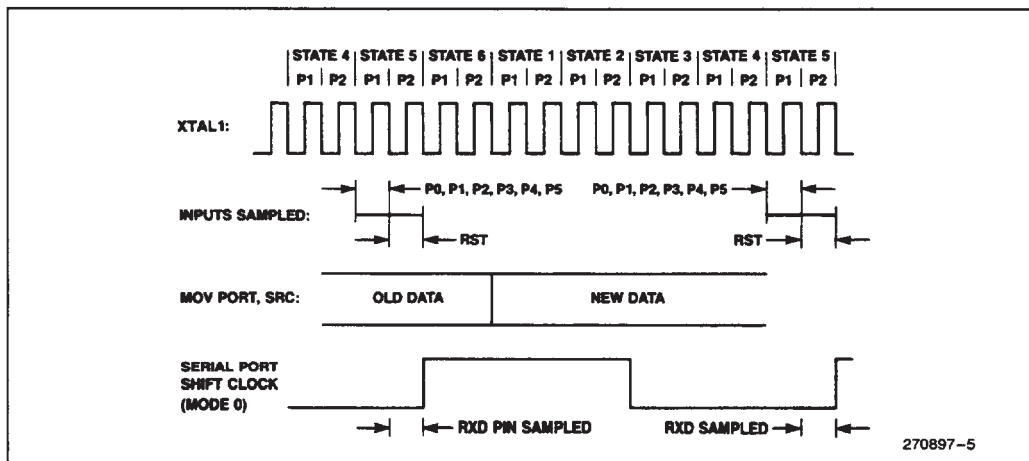 STATE 4 | STATE 5 | STATE 6 | STATE 1 | STATE 2 | STATE 3 | STATE 4 | STATE 5
P1 | P2 | P1 | P2 | P1 | P2 | P1 | P2 | P1 | P2 | P1 | P2 | P1 | P2 | P1 | P2
XTAL1:
P0, P1, P2, P3, P4, P5 P0, P1, P2, P3, P4, P5
INPUTS SAMPLED:
RST RST
MOV PORT, SRC: OLD DATA NEW DATA
SERIAL PORT
SHIFT CLOCK
(MODE 0)
RXD PIN SAMPLED RXD SAMPLED
270897-5